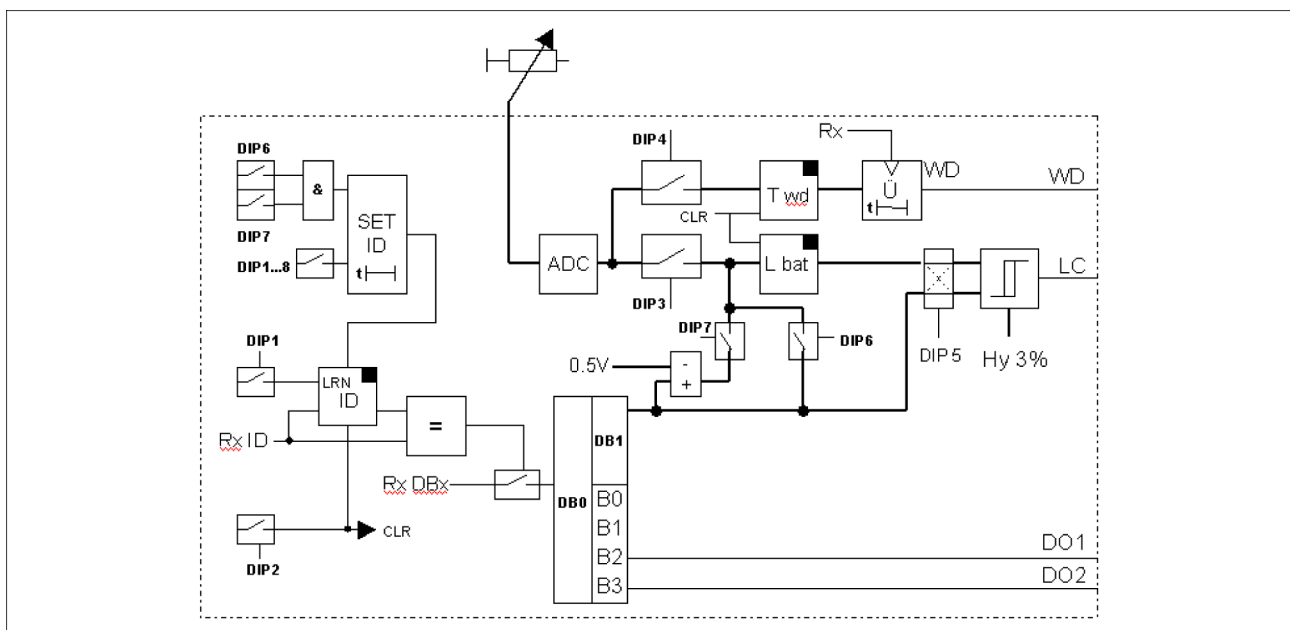 DIP6
&
DIP7
SET
ID
t
DIP1...8
DIP1
LRN
ID
Rx ID
=
Rx DBx
CLR
DIP2
DIP4
Rx
T wd
Ü
t
WD
WD
CLR
ADC
DIP3
L bat
x
LC
DIP7
DIP6
DIP5
Hy 3%
0.5V
-
+
DB1
DB0
B0
B1
B2
B3
DO1
DO2